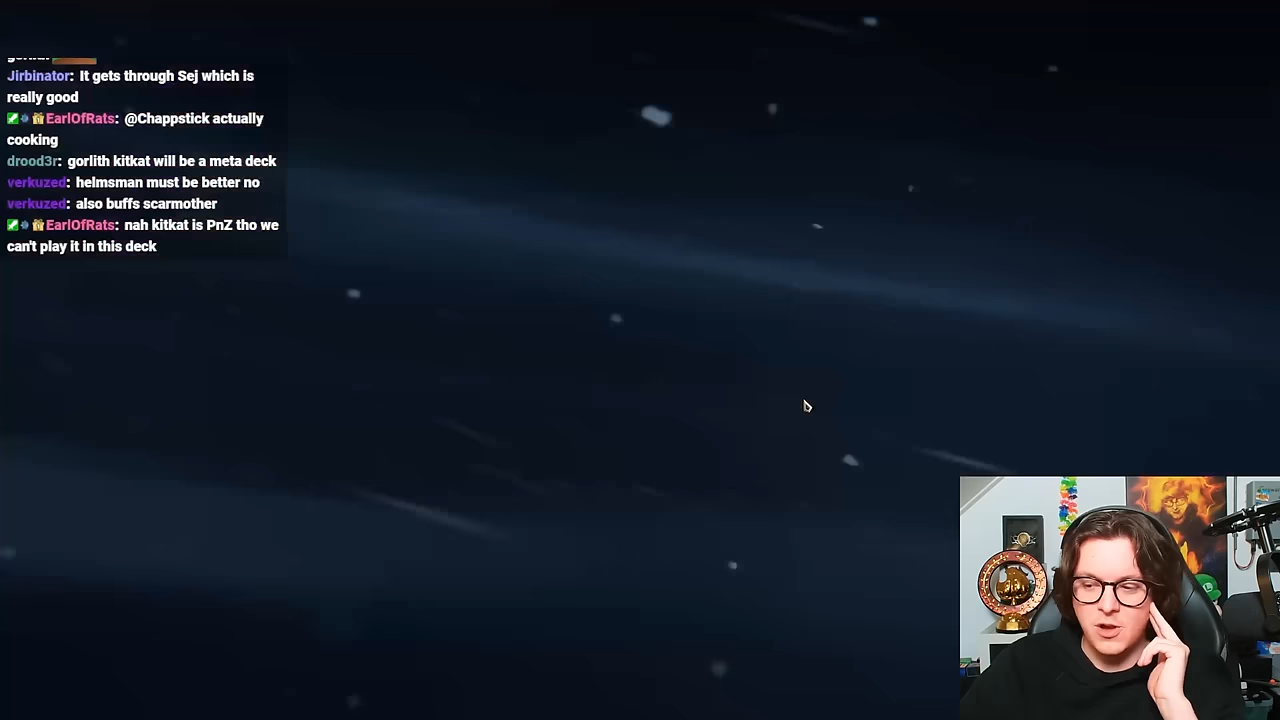 Jirbinator: It gets through Sej which is
really good
EarlOfRats: @Chappstick actually
cooking
drood3r: gorlith kitkat will be a meta deck
verkuzed: helmsman must be better no
verkuzed: also buffs scarmother
EarlOfRats: nah kitkat is PnZ tho we
can't play it in this deck